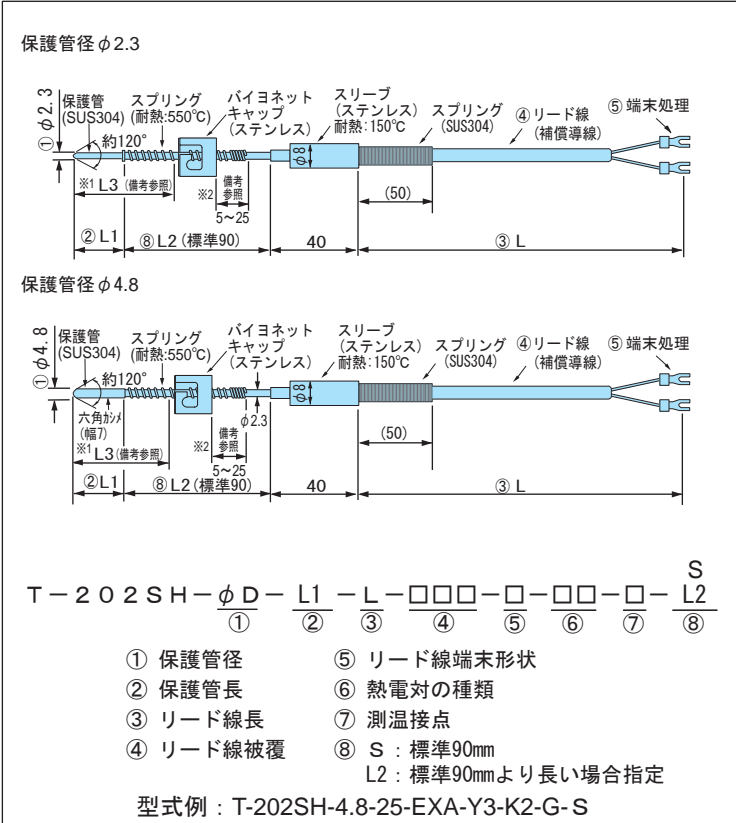 保護管径φ2.3
①φ2.3
保護管
(SUS304)
約120°
スプリング
(耐熱:550℃)
バイヨネット
キャップ
(ステンレス)
スリーブ
(ステンレス)
耐熱:150℃
スプリング
(SUS304)
④リード線
(補償導線)
⑤端末処理
φ8
※1 L3(備考参照)
※2
備考
参照
5~25
(50)
②L1
⑧L2(標準90)
40
③L
保護管径φ4.8
①φ4.8
保護管
(SUS304)
約120°
スプリング
(耐熱:550℃)
バイヨネット
キャップ
(ステンレス)
スリーブ
(ステンレス)
耐熱:150℃
スプリング
(SUS304)
④リード線
(補償導線)
⑤端末処理
φ8
六角カシメ
(幅7)
φ2.3
※1 L3(備考参照)
※2
備考
参照
5~25
(50)
②L1
⑧L2(標準90)
40
③L
S
T-202SH-φD-L1-L-□□□-□-□□-□-L2
① ② ③ ④ ⑤ ⑥ ⑦ ⑧
① 保護管径
② 保護管長
③ リード線長
④ リード線被覆
⑤ リード線端末形状
⑥ 熱電対の種類
⑦ 測温接点
⑧ S:標準90mm
L2:標準90mmより長い場合指定
型式例:T-202SH-4.8-25-EXA-Y3-K2-G-S